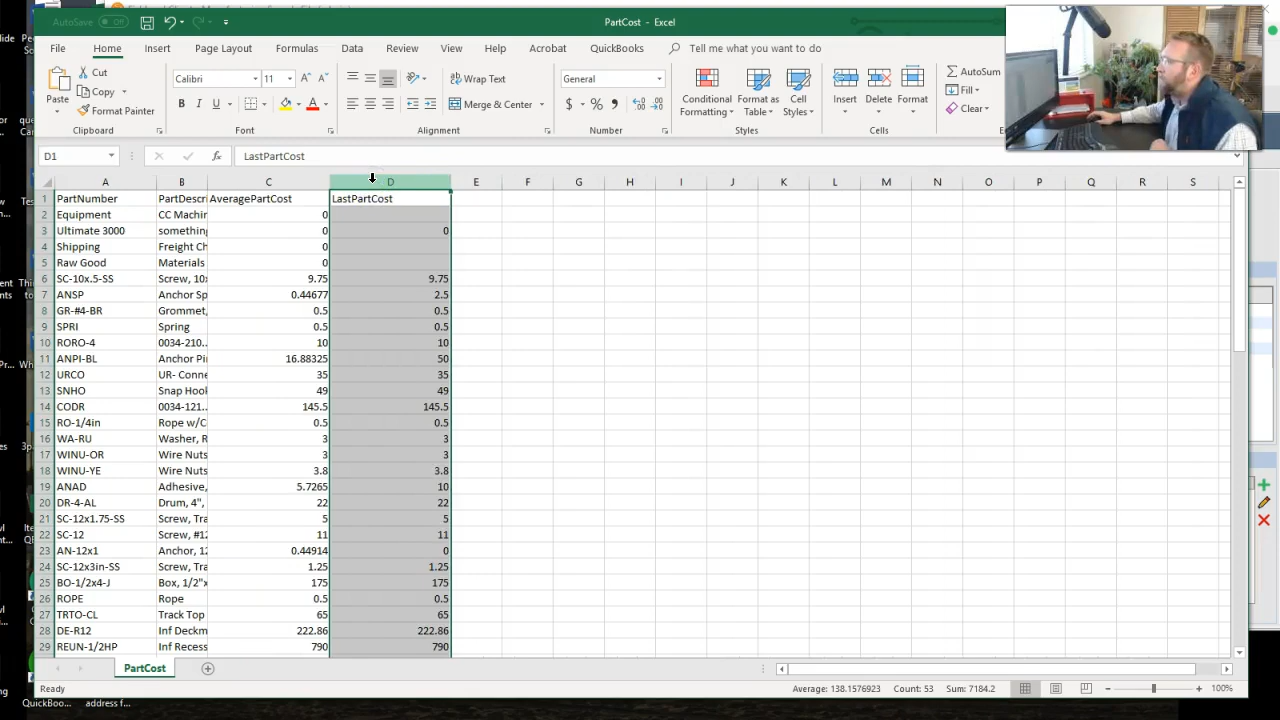 AutoSave Off
PartCost - Excel
File Home Insert Page Layout Formulas Data Review View Help Acrobat QuickBooks Tell me what you want to do
Paste
Cut
Copy
Format Painter
Calibri 11
Wrap Text
Merge & Center
General
Conditional Formatting
Format as Table
Cell Styles
Insert
Delete
Format
AutoSum
Fill
Clear
Clipboard Font Alignment Number Styles Cells
D1 fx LastPartCost
A B C D E F G H I J K L M N O P Q R S
1 PartNumber PartDescri AveragePartCost LastPartCost
2 Equipment CC Machin 0
3 Ultimate 3000 something 0 0
4 Shipping Freight Ch 0
5 Raw Good Materials 0
6 SC-10x.5-SS Screw, 10x 9.75 9.75
7 ANSP Anchor Sp 0.44677 2.5
8 GR-#4-BR Grommet, 0.5 0.5
9 SPRI Spring 0.5 0.5
10 RORO-4 0034-210... 10 10
11 ANPI-BL Anchor Pin 16.88325 50
12 URCO UR- Conne 35 35
13 SNHO Snap Hook 49 49
14 CODR 0034-121... 145.5 145.5
15 RO-1/4in Rope w/C 0.5 0.5
16 WA-RU Washer, R 3 3
17 WINU-OR Wire Nuts 3 3
18 WINU-YE Wire Nuts 3.8 3.8
19 ANAD Adhesive, 5.7265 10
20 DR-4-AL Drum, 4", 22 22
21 SC-12x1.75-SS Screw, Tra 5 5
22 SC-12 Screw, #12 11 11
23 AN-12x1 Anchor, 12 0.44914 0
24 SC-12x3in-SS Screw, Tra 1.25 1.25
25 BO-1/2x4-J Box, 1/2"x 175 175
26 ROPE Rope 0.5 0.5
27 TRTO-CL Track Top 65 65
28 DE-R12 Inf Deckm 222.86 222.86
29 REUN-1/2HP Inf Recess 790 790
PartCost
Ready Average: 138.1576923 Count: 53 Sum: 7184.2 100%
QuickBoo... address f...